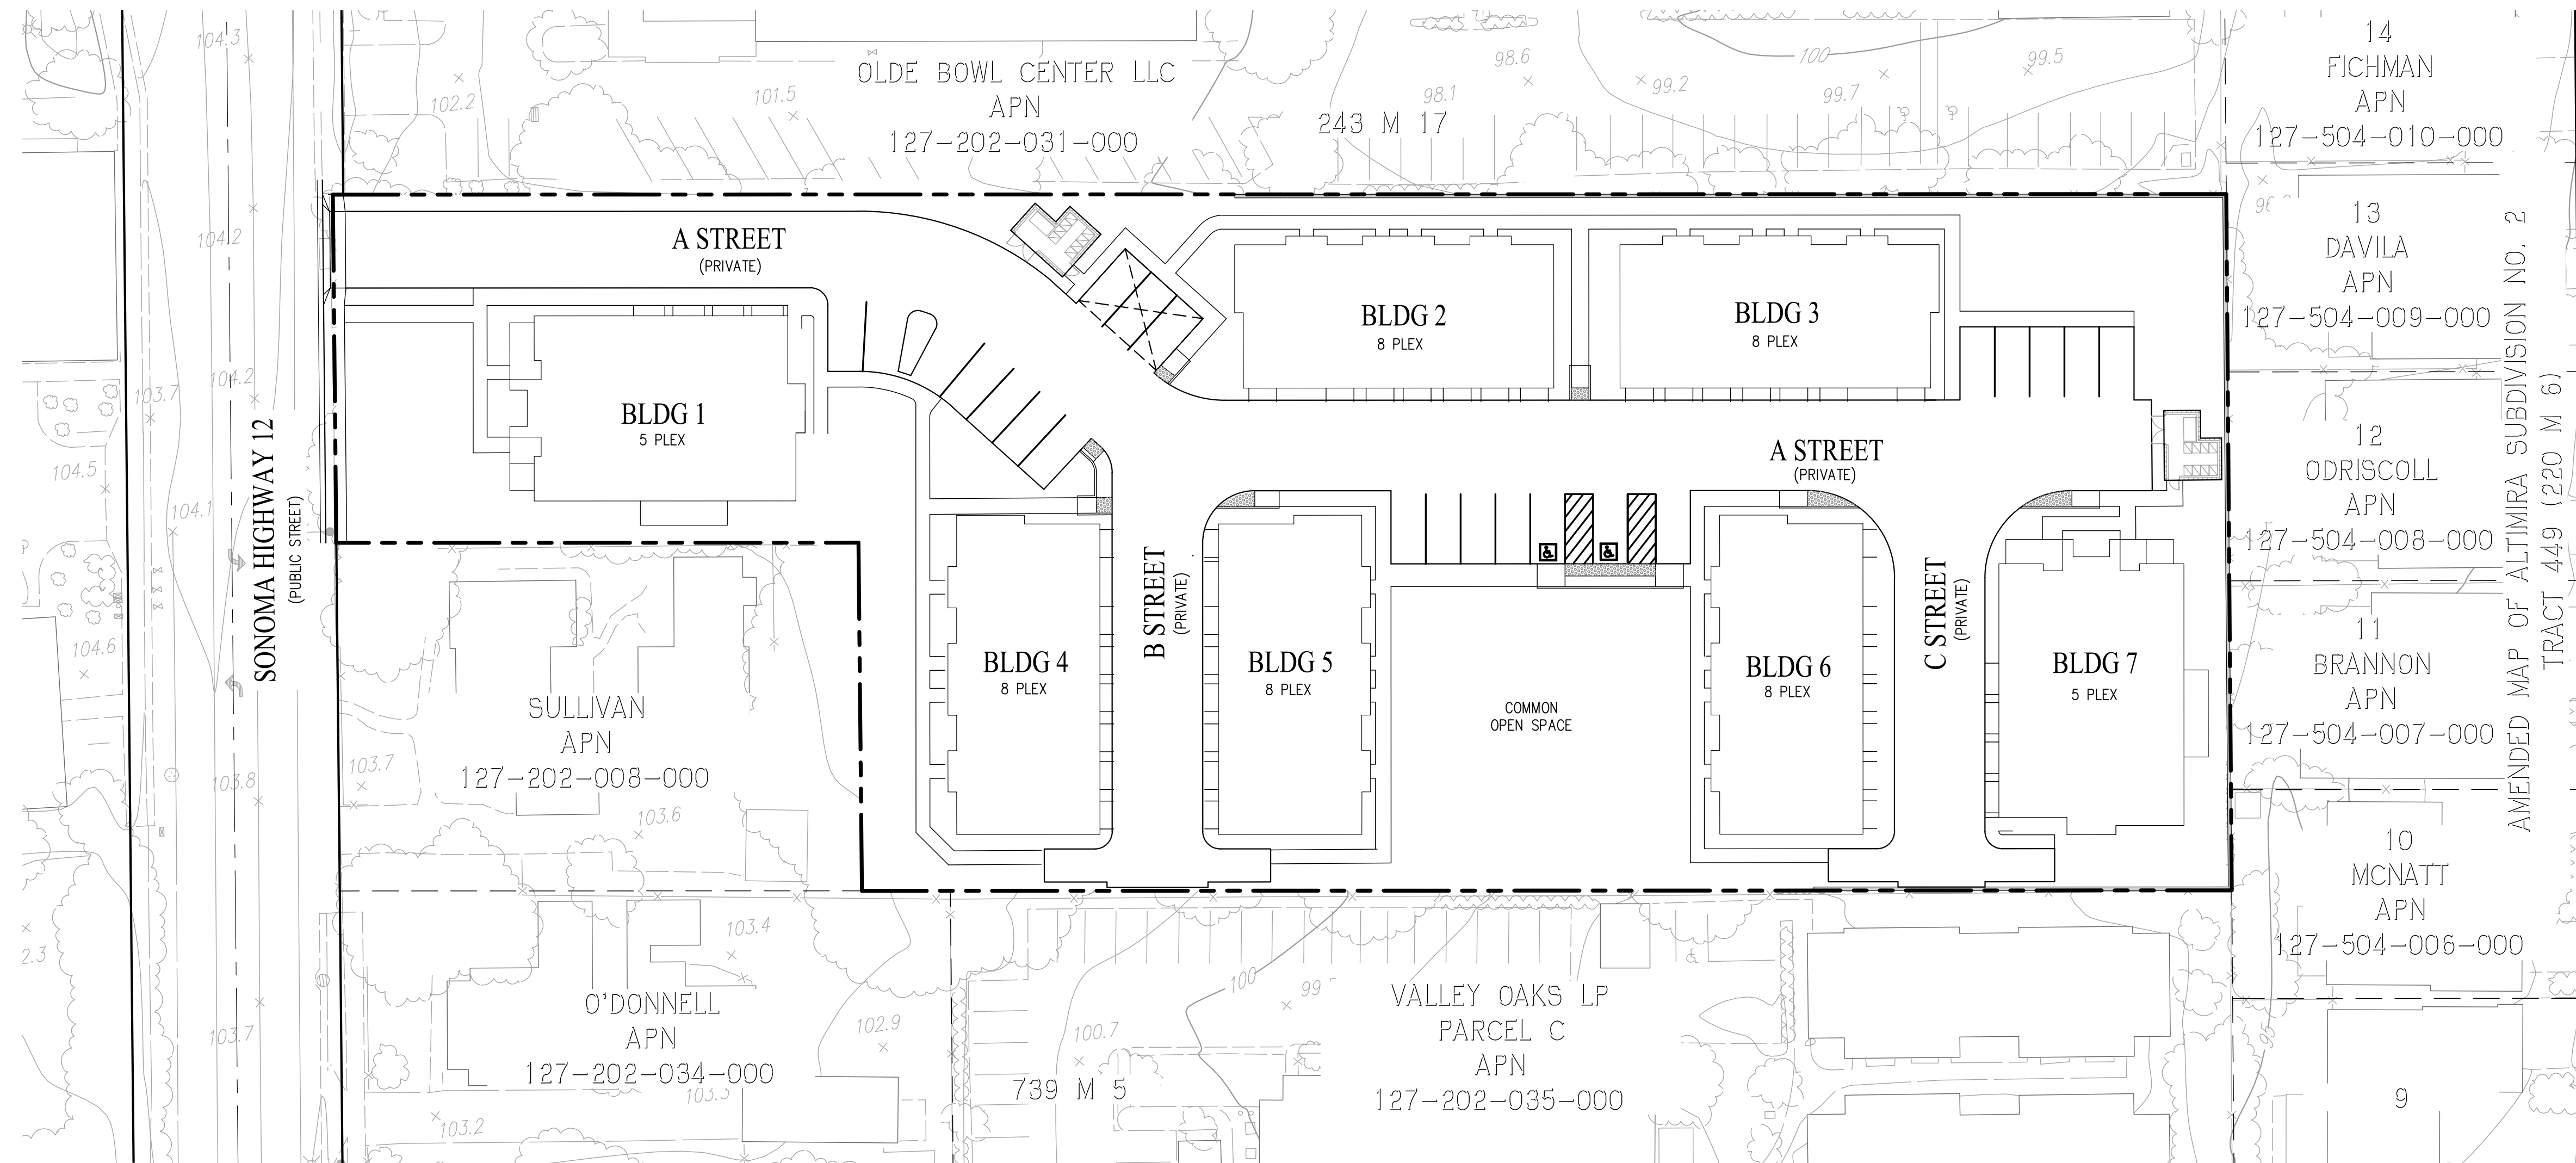 104.3
104.2
104.2
103.7
104.5
104.1
104.6
103.8
103.7
2.3
SONOMA HIGHWAY 12
(PUBLIC STREET)
102.2
101.5
OLDE BOWL CENTER LLC
APN
127-202-031-000
243 M 17
98.6
98.1
99.2
99.7
100
99.5
14
FICHMAN
APN
127-504-010-000
13
DAVILA
APN
127-504-009-000
12
ODRISCOLL
APN
127-504-008-000
11
BRANNON
APN
127-504-007-000
10
MCNATT
APN
127-504-006-000
9
95
AMENDED MAP OF ALTIMIRA SUBDIVISION NO. 2
TRACT 449 (220 M 6)
A STREET
(PRIVATE)
BLDG 1
5 PLEX
BLDG 2
8 PLEX
BLDG 3
8 PLEX
A STREET
(PRIVATE)
BLDG 4
8 PLEX
B STREET
(PRIVATE)
BLDG 5
8 PLEX
COMMON
OPEN SPACE
BLDG 6
8 PLEX
C STREET
(PRIVATE)
BLDG 7
5 PLEX
SULLIVAN
APN
127-202-008-000
103.7
103.6
103.4
O'DONNELL
APN
127-202-034-000
102.9
103.2
100.7
739 M 5
100
99
VALLEY OAKS LP
PARCEL C
APN
127-202-035-000